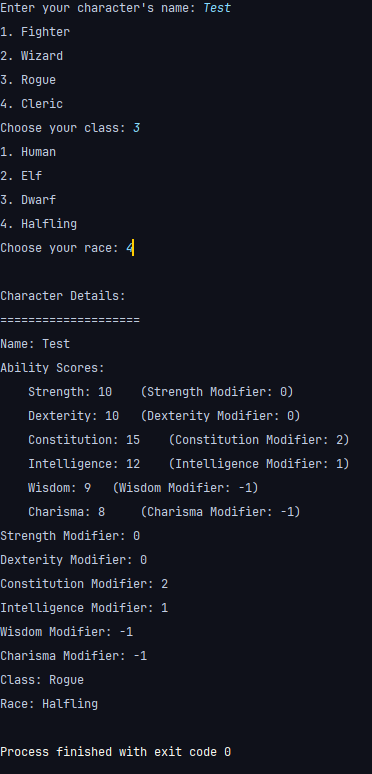 Enter your character's name: Test
1. Fighter
2. Wizard
3. Rogue
4. Cleric
Choose your class: 3
1. Human
2. Elf
3. Dwarf
4. Halfling
Choose your race: 4

Character Details:
====================
Name: Test
Ability Scores:
    Strength: 10    (Strength Modifier: 0)
    Dexterity: 10   (Dexterity Modifier: 0)
    Constitution: 15    (Constitution Modifier: 2)
    Intelligence: 12    (Intelligence Modifier: 1)
    Wisdom: 9   (Wisdom Modifier: -1)
    Charisma: 8     (Charisma Modifier: -1)
Strength Modifier: 0
Dexterity Modifier: 0
Constitution Modifier: 2
Intelligence Modifier: 1
Wisdom Modifier: -1
Charisma Modifier: -1
Class: Rogue
Race: Halfling

Process finished with exit code 0